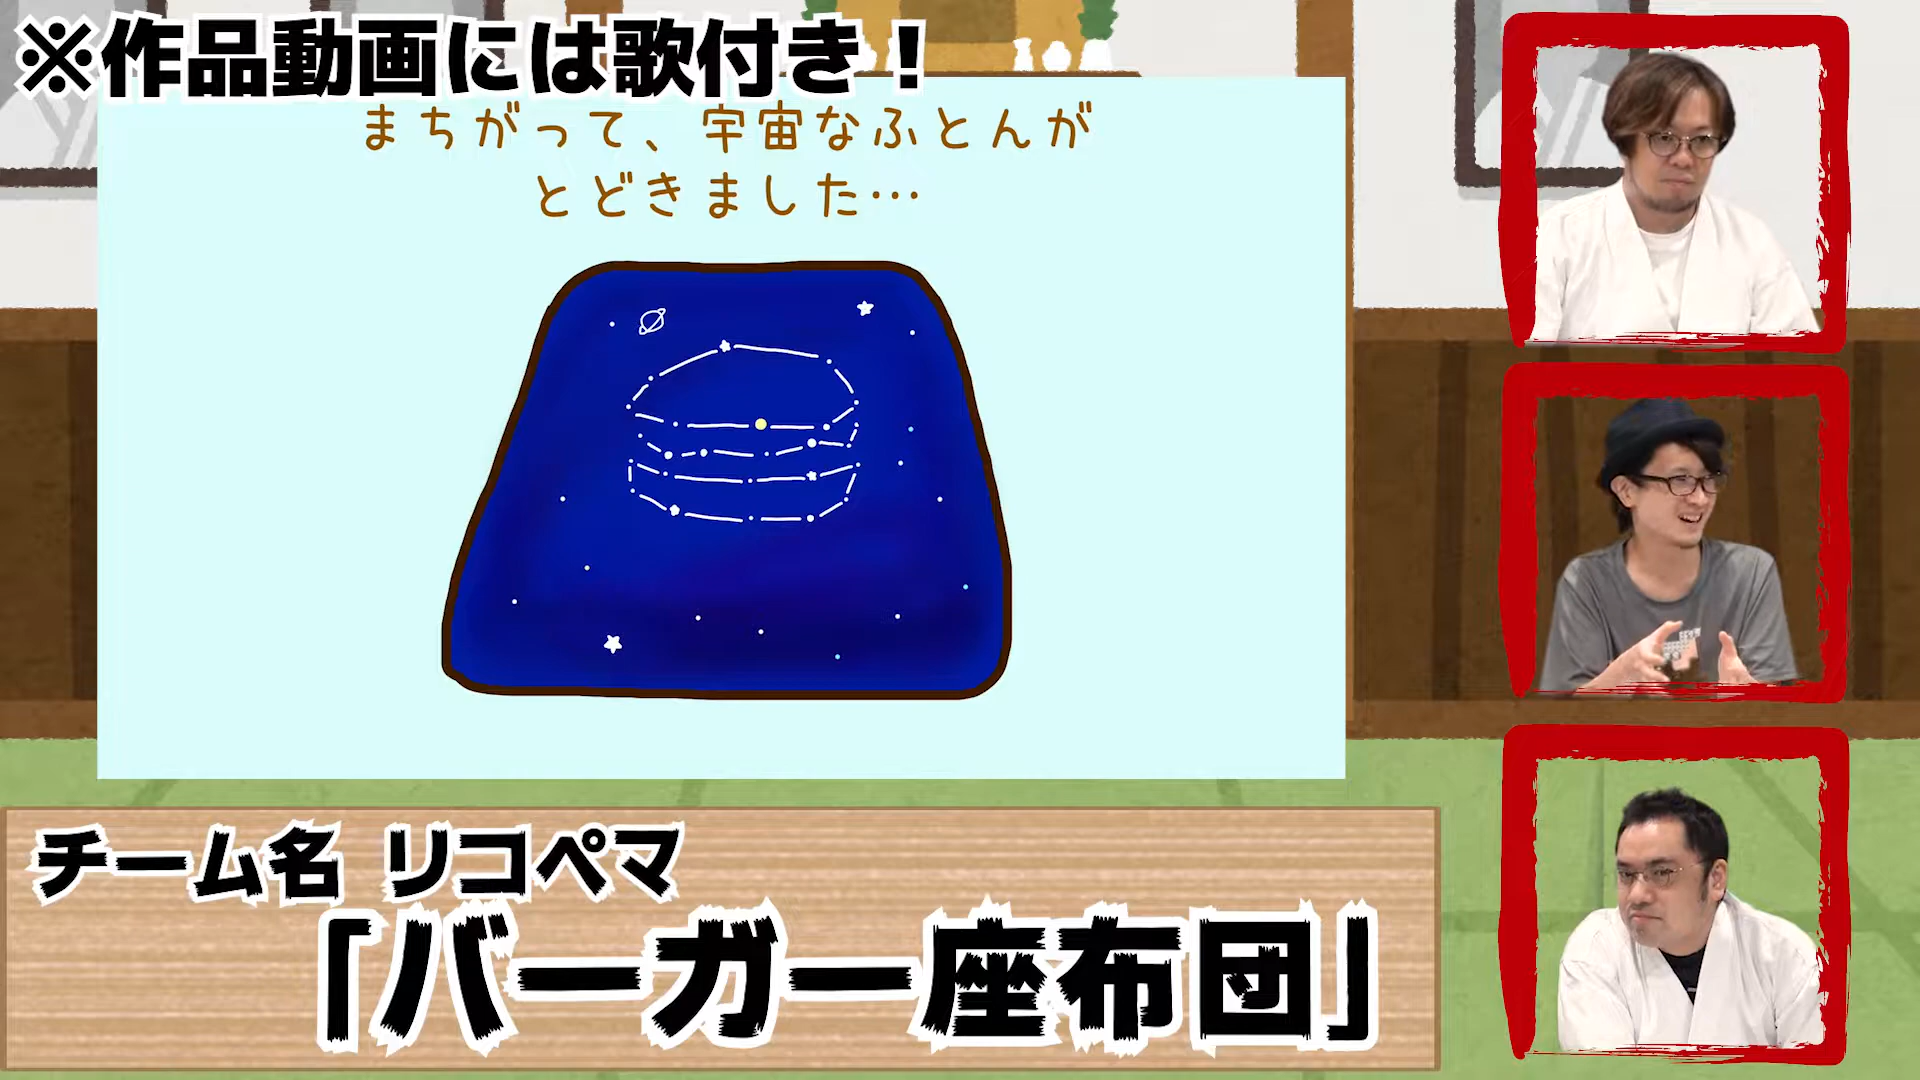 ※作品動画には歌付き！
まちがって、宇宙なふとんが
とどきました…
チーム名 リコペマ
「バーガー座布団」